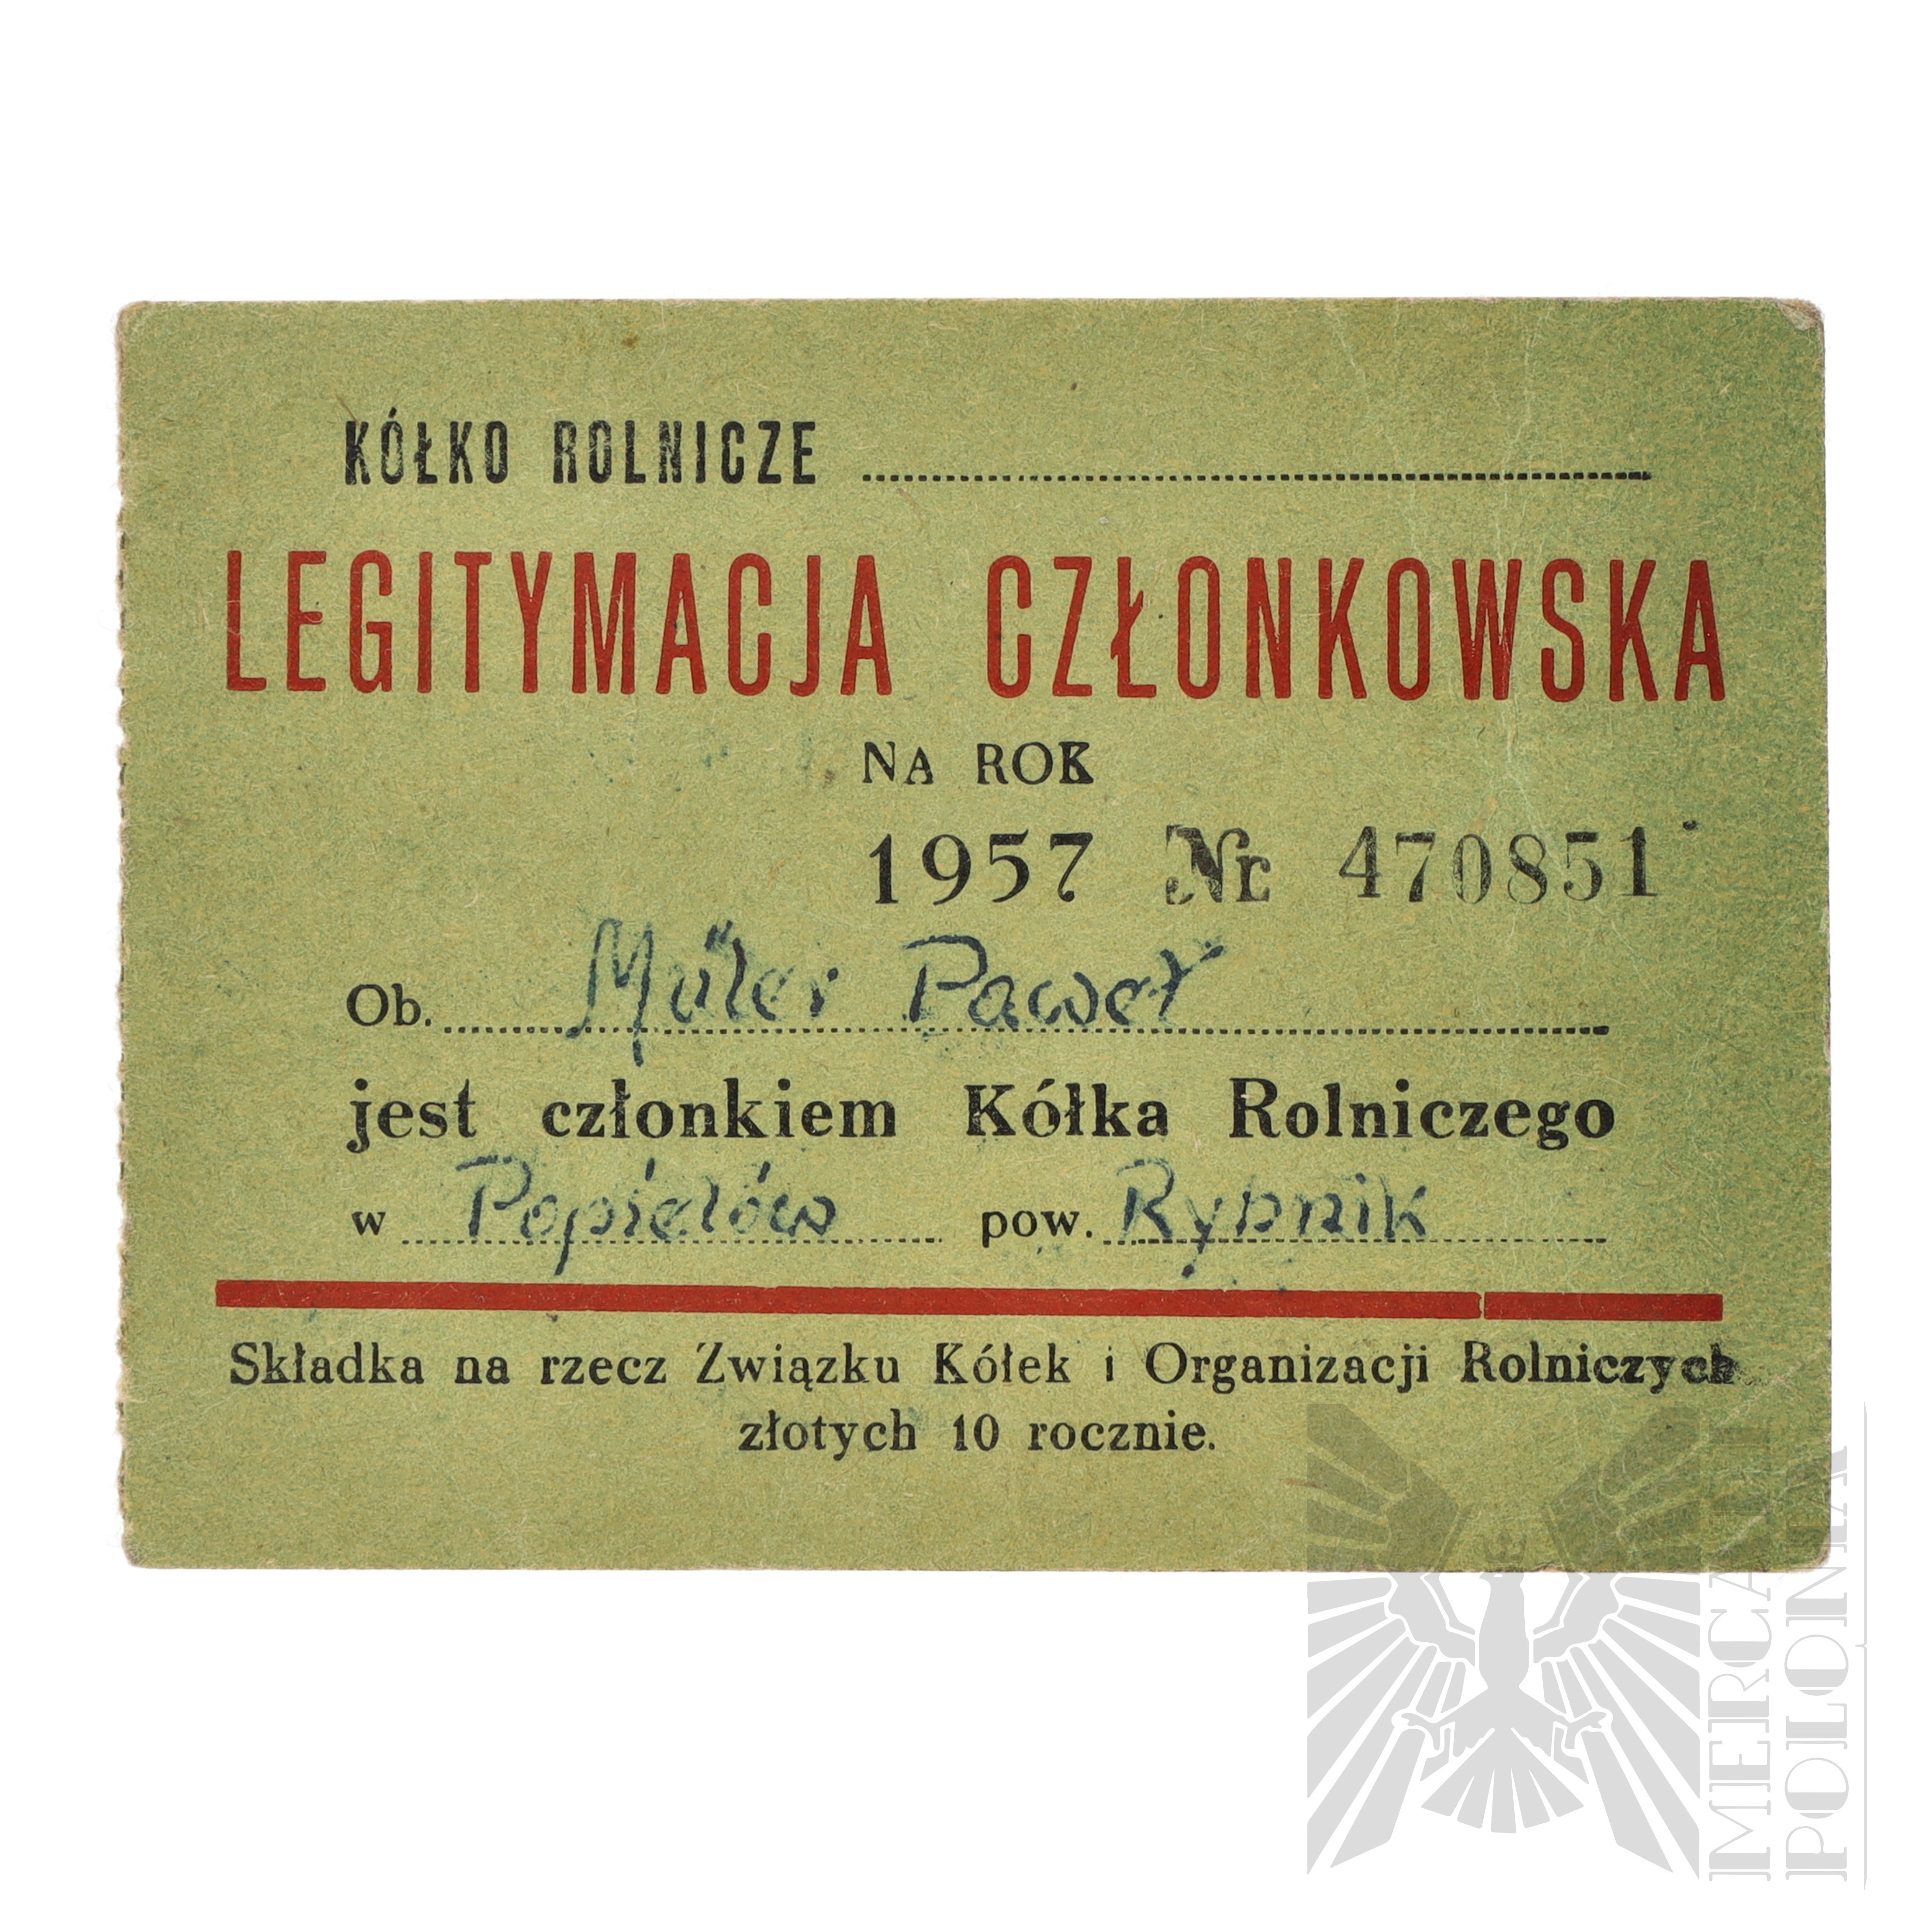 KÓŁKO ROLNICZE
LEGITYMACJA CZŁONKOWSKA
NA ROK
1957 Nr 470851
Ob. Müler Paweł
jest członkiem Kółka Rolniczego
w Popielów pow. Rybnik
Składka na rzecz Związku Kółek i Organizacji Rolniczych
złotych 10 rocznie.
MERCATI
POLONIA